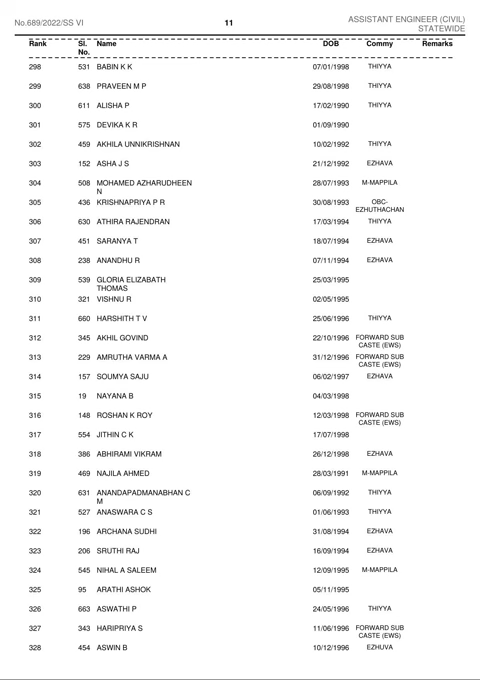 No.689/2022/SS VI 11 ASSISTANT ENGINEER (CIVIL)
STATEWIDE
Rank Sl. Name DOB Commy Remarks
No.
298 531 BABIN K K 07/01/1998 THIYYA
299 638 PRAVEEN M P 29/08/1998 THIYYA
300 611 ALISHA P 17/02/1990 THIYYA
301 575 DEVIKA K R 01/09/1990
302 459 AKHILA UNNIKRISHNAN 10/02/1992 THIYYA
303 152 ASHA J S 21/12/1992 EZHAVA
304 508 MOHAMED AZHARUDHEEN 28/07/1993 M-MAPPILA
N
305 436 KRISHNAPRIYA P R 30/08/1993 OBC-
EZHUTHACHAN
306 630 ATHIRA RAJENDRAN 17/03/1994 THIYYA
307 451 SARANYA T 18/07/1994 EZHAVA
308 238 ANANDHU R 07/11/1994 EZHAVA
309 539 GLORIA ELIZABATH 25/03/1995
THOMAS
310 321 VISHNU R 02/05/1995
311 660 HARSHITH T V 25/06/1996 THIYYA
312 345 AKHIL GOVIND 22/10/1996 FORWARD SUB
CASTE (EWS)
313 229 AMRUTHA VARMA A 31/12/1996 FORWARD SUB
CASTE (EWS)
314 157 SOUMYA SAJU 06/02/1997 EZHAVA
315 19 NAYANA B 04/03/1998
316 148 ROSHAN K ROY 12/03/1998 FORWARD SUB
CASTE (EWS)
317 554 JITHIN C K 17/07/1998
318 386 ABHIRAMI VIKRAM 26/12/1998 EZHAVA
319 469 NAJILA AHMED 28/03/1991 M-MAPPILA
320 631 ANANDAPADMANABHAN C 06/09/1992 THIYYA
M
321 527 ANASWARA C S 01/06/1993 THIYYA
322 196 ARCHANA SUDHI 31/08/1994 EZHAVA
323 206 SRUTHI RAJ 16/09/1994 EZHAVA
324 545 NIHAL A SALEEM 12/09/1995 M-MAPPILA
325 95 ARATHI ASHOK 05/11/1995
326 663 ASWATHI P 24/05/1996 THIYYA
327 343 HARIPRIYA S 11/06/1996 FORWARD SUB
CASTE (EWS)
328 454 ASWIN B 10/12/1996 EZHUVA